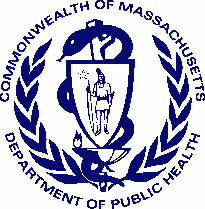 COMMONWEALTH OF MASSACHUSETTS
DEPARTMENT OF PUBLIC HEALTH